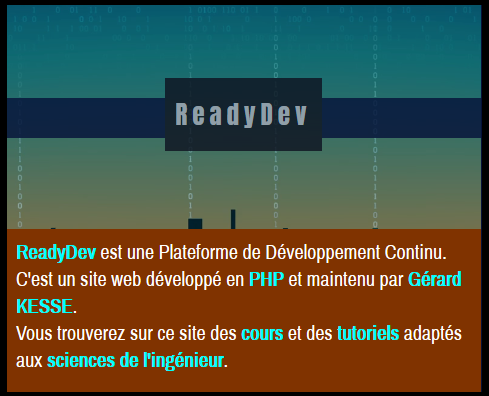 ReadyDev
ReadyDev est une Plateforme de Développement Continu.
C'est un site web développé en PHP et maintenu par Gérard
KESSE.
Vous trouverez sur ce site des cours et des tutoriels adaptés
aux sciences de l'ingénieur.